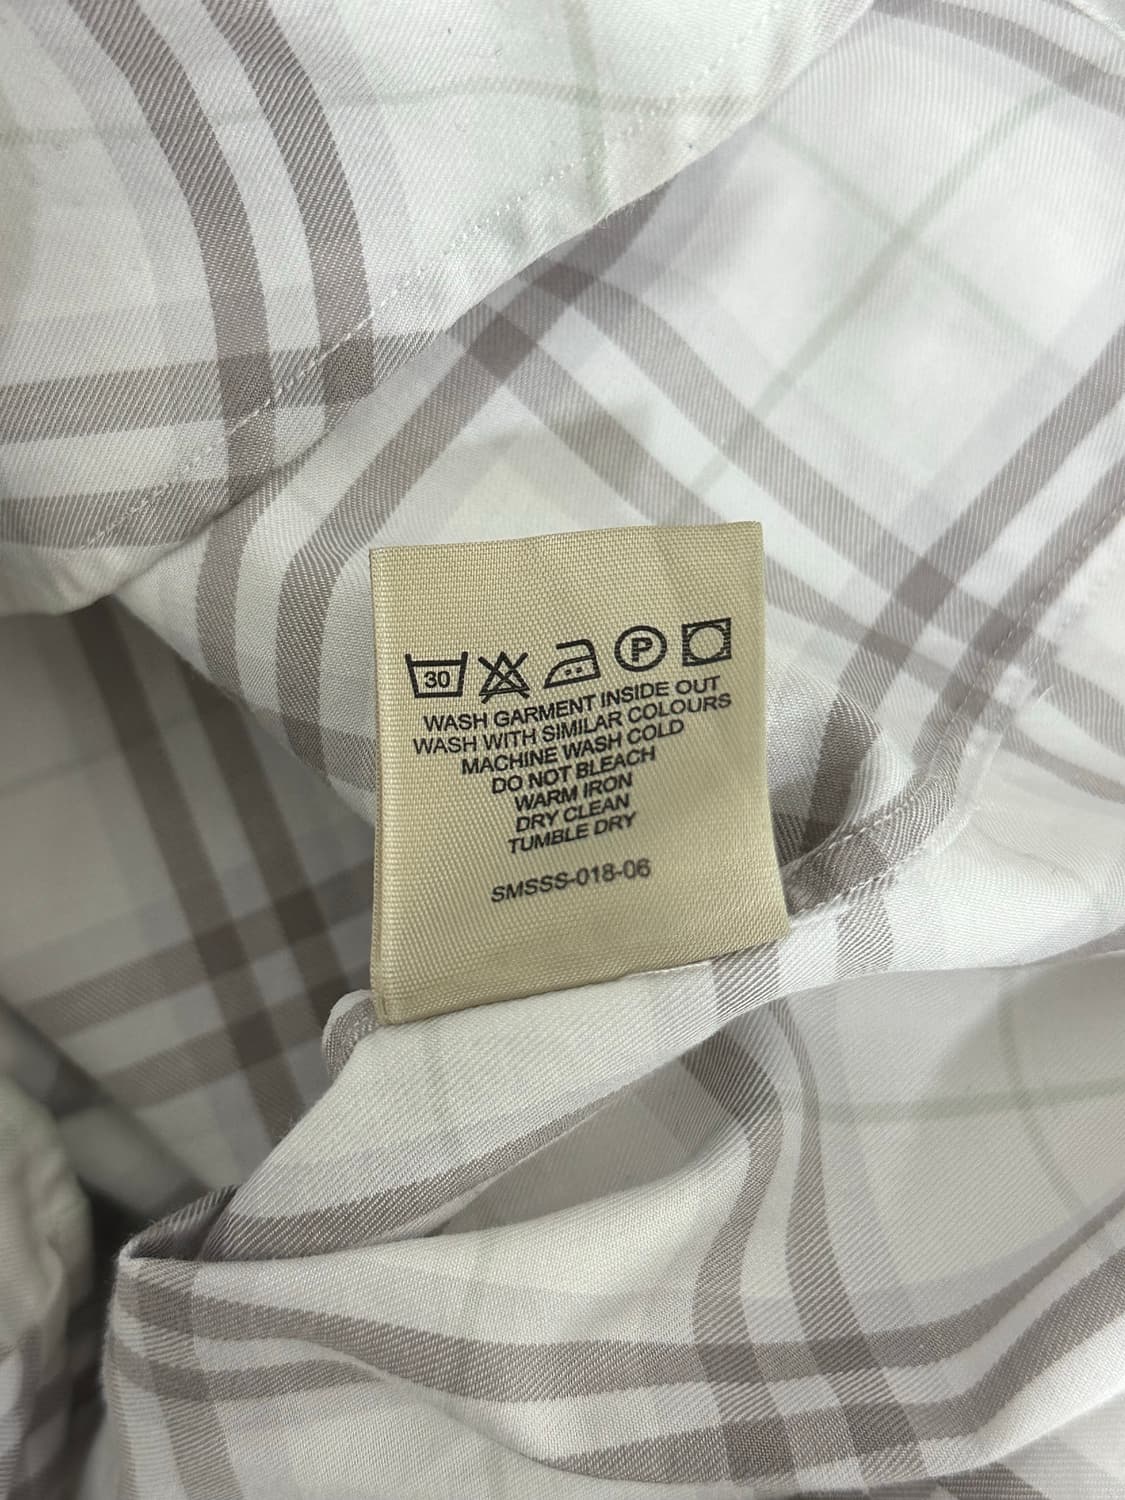 30 P
WASH GARMENT INSIDE OUT
WASH WITH SIMILAR COLOURS
MACHINE WASH COLD
DO NOT BLEACH
WARM IRON
DRY CLEAN
TUMBLE DRY
SMSSS-018-06